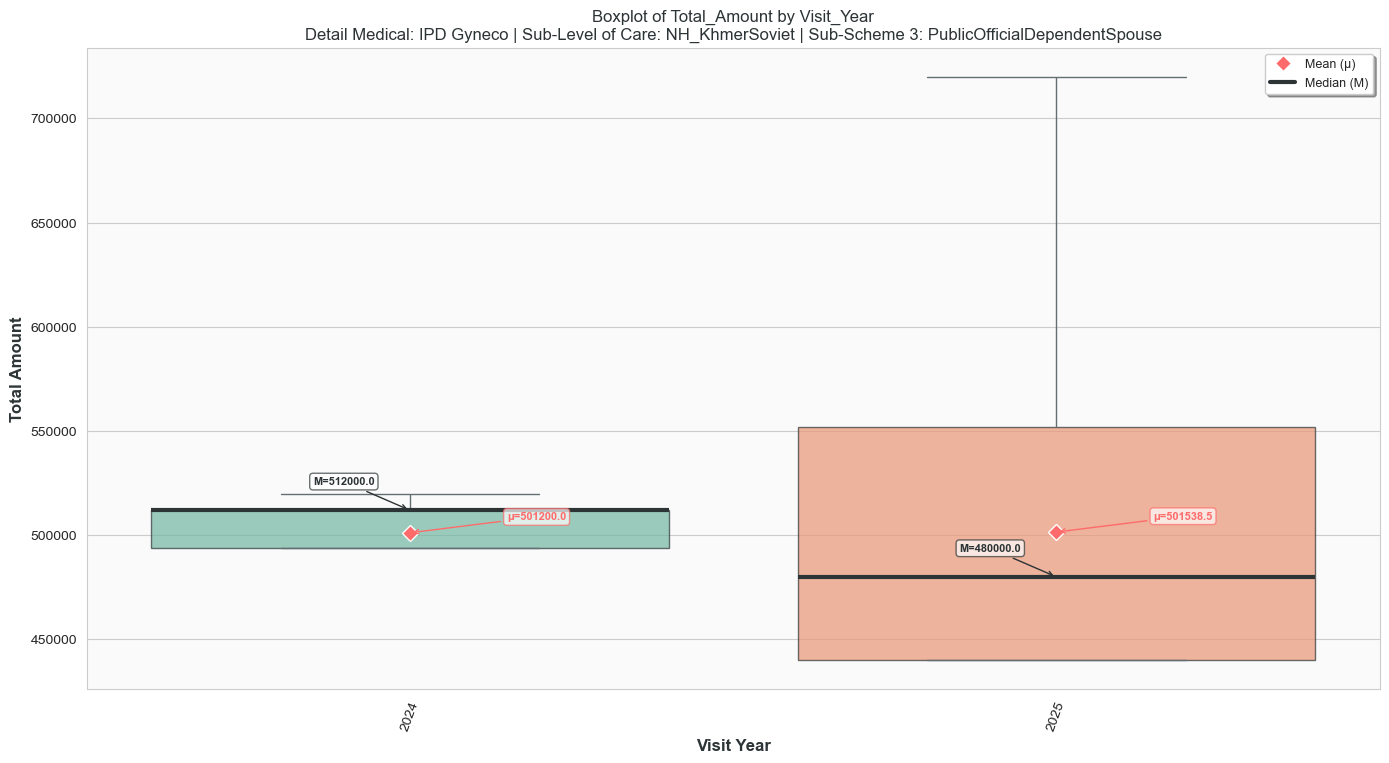 Boxplot of Total_Amount by Visit_Year
Detail Medical: IPD Gyneco | Sub-Level of Care: NH_KhmerSoviet | Sub-Scheme 3: PublicOfficialDependentSpouse
Mean (μ)
Median (M)
Total Amount
700000
650000
600000
550000
500000
450000
M=512000.0
μ=501200.0
M=480000.0
μ=501538.5
2024
2025
Visit Year